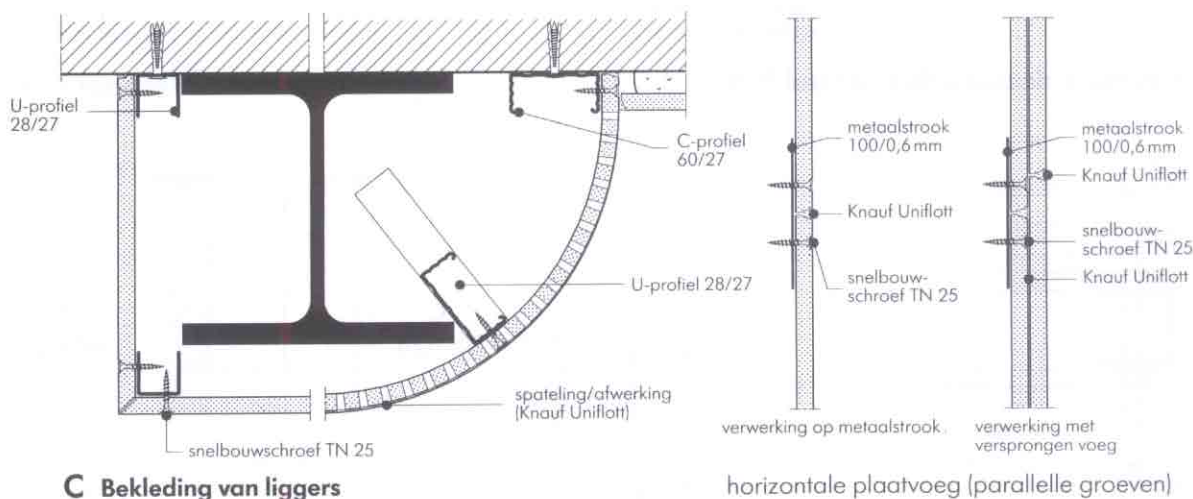 U-profiel
28/27
C-profiel
60/27
U-profiel 28/27
spateling/afwerking
(Knauf Uniflott)
snelbouwschroef TN 25
C Bekleding van liggers
metaalstrook
100/0,6 mm
Knauf Uniflott
snelbouw-
schroef TN 25
verwerking op metaalstrook.
metaalstrook
100/0,6 mm
Knauf Uniflott
snelbouw-
schroef TN 25
Knauf Uniflott
verwerking met
versprongen voeg
horizontale plaatvoeg (parallelle groeven)